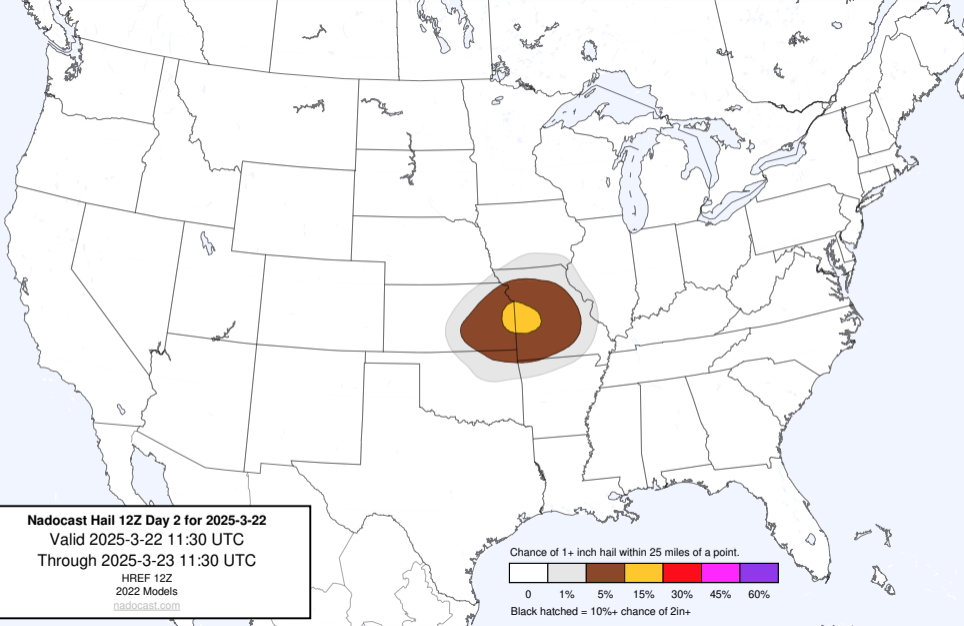 Nadocast Hail 12Z Day 2 for 2025-3-22
Valid 2025-3-22 11:30 UTC
Through 2025-3-23 11:30 UTC
HREF 12Z
2022 Models
nadocast.com
Chance of 1+ inch hail within 25 miles of a point.
0 1% 5% 15% 30% 45% 60%
Black hatched = 10%+ chance of 2in+